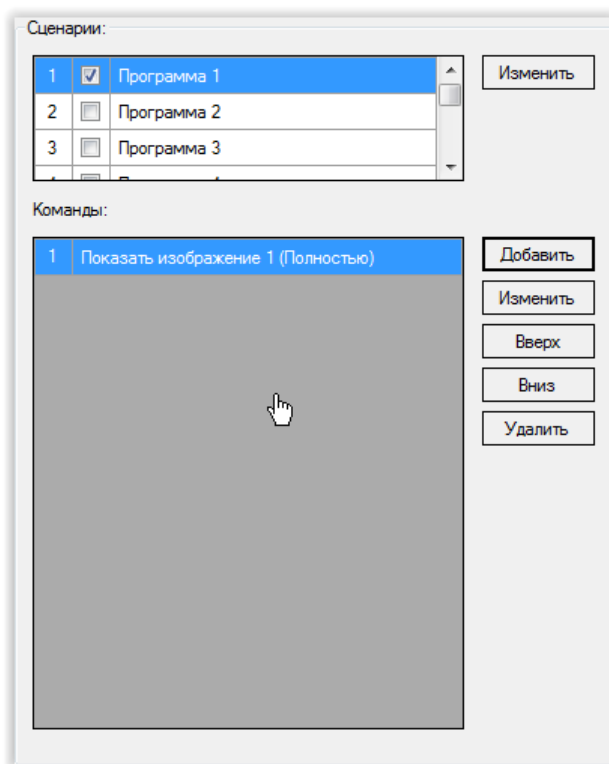 Сценарии:
1 Программа 1 Изменить
2 Программа 2
3 Программа 3
Команды:
1 Показать изображение 1 (Полностью) Добавить
Изменить
Вверх
Вниз
Удалить